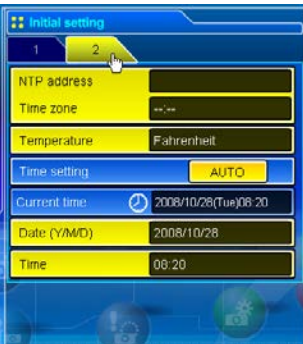 Initial setting
1 2
NTP address
Time zone --:--
Temperature Fahrenheit
Time setting AUTO
Current time 2008/10/28(Tue)08:20
Date (Y/M/D) 2008/10/28
Time 08:20